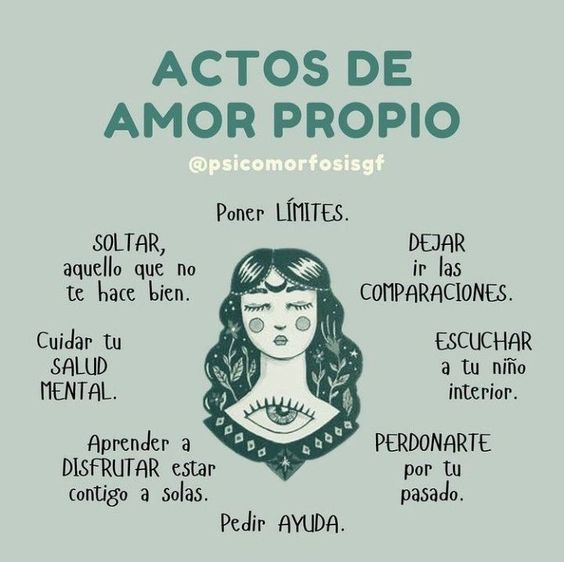 ACTOS DE
AMOR PROPIO
@psicomorfosisgf
Poner LÍMITES.
SOLTAR,
aquello que no
te hace bien.
DEJAR
ir las
COMPARACIONES.
Cuidar tu
SALUD
MENTAL.
ESCUCHAR
a tu niño
interior.
Aprender a
DISFRUTAR estar
contigo a solas.
PERDONARTE
por tu
pasado.
Pedir AYUDA.